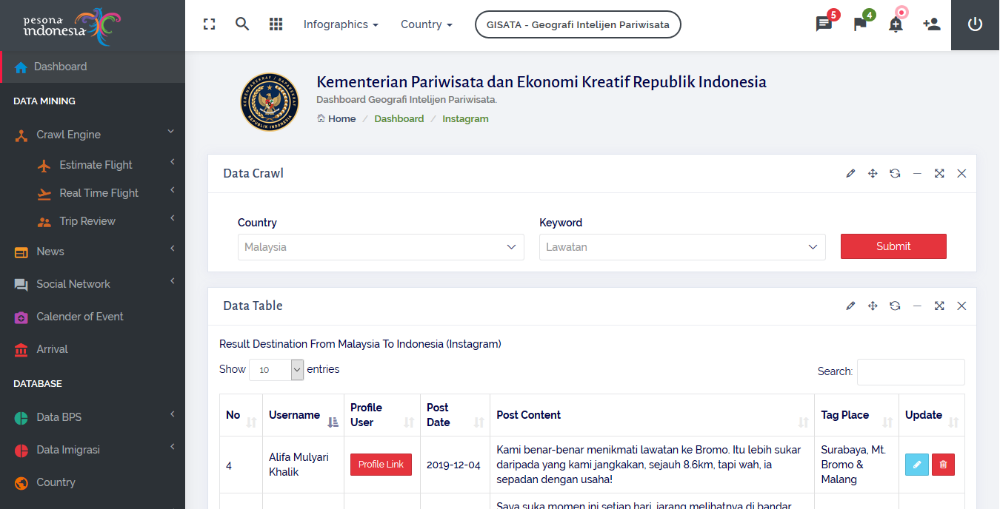 pesona
indonesia
Infographics
Country
GISATA - Geografi Intelijen Pariwisata
5
4
Dashboard
DATA MINING
Crawl Engine
Estimate Flight
Real Time Flight
Trip Review
News
Social Network
Calender of Event
Arrival
DATABASE
Data BPS
Data Imigrasi
Country
KEMENPAREKRAF / BAPAREKRAF
REPUBLIK INDONESIA
Kementerian Pariwisata dan Ekonomi Kreatif Republik Indonesia
Dashboard Geografi Intelijen Pariwisata.
Home / Dashboard / Instagram
Data Crawl
Country
Malaysia
Keyword
Lawatan
Submit
Data Table
Result Destination From Malaysia To Indonesia (Instagram)
Show 10 entries
Search:
No
Username
Profile
User
Post
Date
Post Content
Tag Place
Update
4
Alifa Mulyari
Khalik
Profile Link
2019-12-04
Kami benar-benar menikmati lawatan ke Bromo. Itu lebih sukar
daripada yang kami jangkakan, sejauh 8.6km, tapi wah, ia
sepadan dengan usaha!
Surabaya, Mt.
Bromo &
Malang
Saya suka momen ini setiap hari, jarang melihatnya di bandar